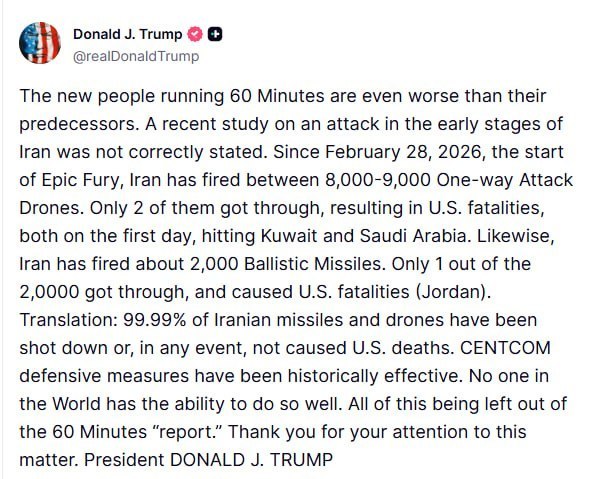 Donald J. Trump
@realDonaldTrump
The new people running 60 Minutes are even worse than their
predecessors. A recent study on an attack in the early stages of
Iran was not correctly stated. Since February 28, 2026, the start
of Epic Fury, Iran has fired between 8,000-9,000 One-way Attack
Drones. Only 2 of them got through, resulting in U.S. fatalities,
both on the first day, hitting Kuwait and Saudi Arabia. Likewise,
Iran has fired about 2,000 Ballistic Missiles. Only 1 out of the
2,0000 got through, and caused U.S. fatalities (Jordan).
Translation: 99.99% of Iranian missiles and drones have been
shot down or, in any event, not caused U.S. deaths. CENTCOM
defensive measures have been historically effective. No one in
the World has the ability to do so well. All of this being left out of
the 60 Minutes “report.” Thank you for your attention to this
matter. President DONALD J. TRUMP